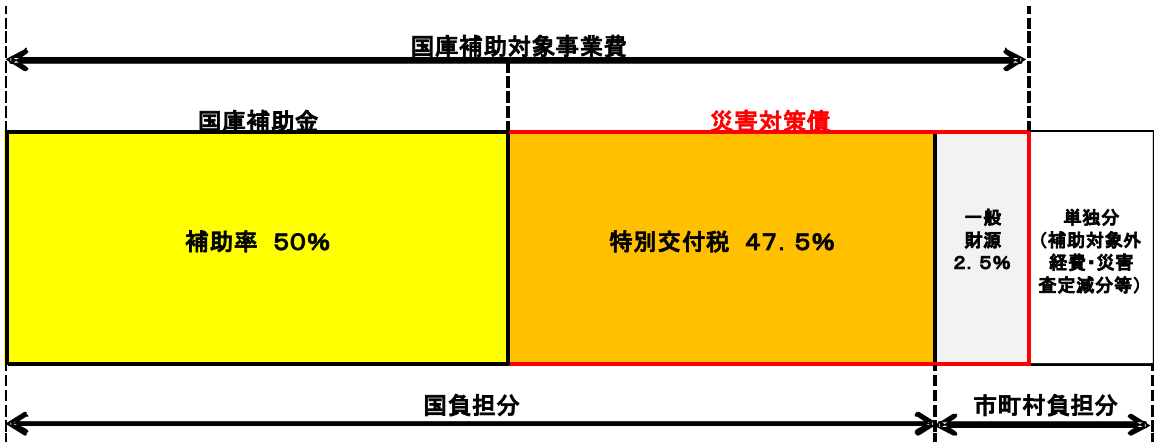 国庫補助対象事業費
国庫補助金
災害対策債
補助率 50%
特別交付税 47.5%
一般
財源
2.5%
単独分
(補助対象外
経費・災害
査定減分等)
国負担分
市町村負担分